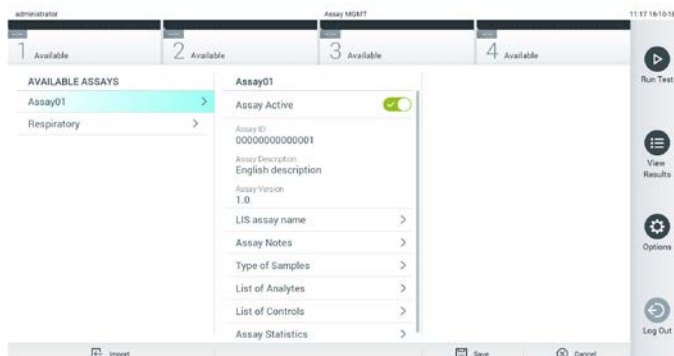 administrator Assay MGMT 11:17 16-10-18
1 Available 2 Available 3 Available 4 Available
AVAILABLE ASSAYS
Assay01
Respiratory
Assay01
Assay Active
Assay ID
00000000000001
Assay Description
English description
Assay Version
1.0
LIS assay name
Assay Notes
Type of Samples
List of Analytes
List of Controls
Assay Statistics
Run Test
View
Results
Options
Log Out
Import Save Cancel